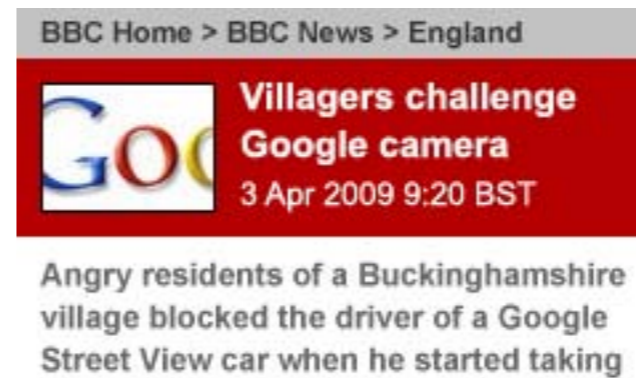 BBC Home > BBC News > England
Goo
Villagers challenge
Google camera
3 Apr 2009 9:20 BST
Angry residents of a Buckinghamshire
village blocked the driver of a Google
Street View car when he started taking